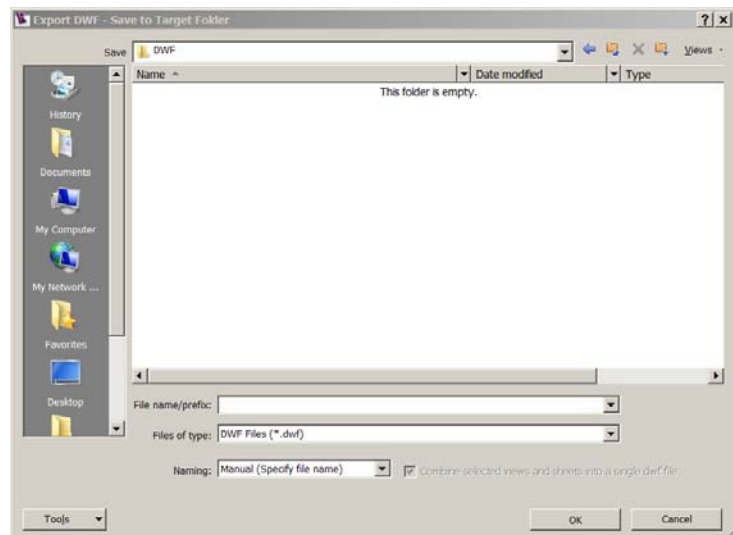 Export DWF - Save to Target Folder
Save DWF Views
Name Date modified Type
This folder is empty.
History
Documents
My Computer
My Network ...
Favorites
Desktop
File name/prefix:
Files of type: DWF Files (*.dwf)
Naming: Manual (Specify file name) Combine selected views and sheets into a single dwf file
Tools OK Cancel